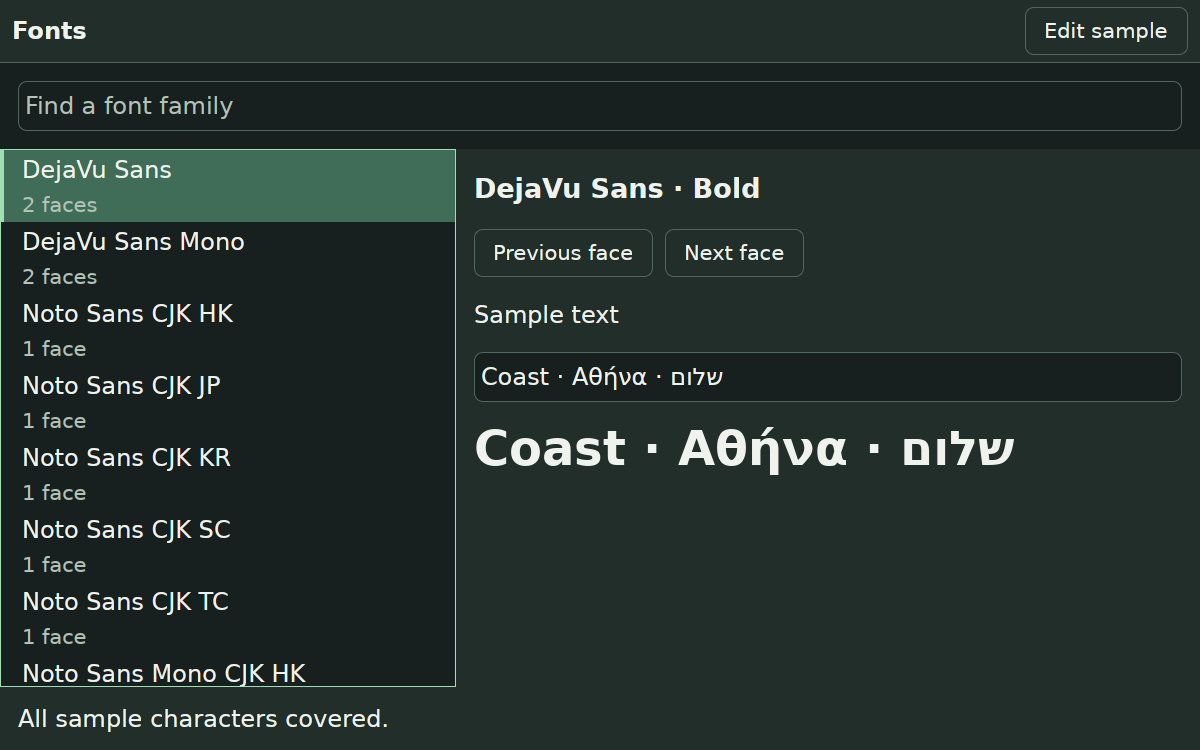 Fonts
Edit sample
Find a font family
DejaVu Sans
2 faces
DejaVu Sans Mono
2 faces
Noto Sans CJK HK
1 face
Noto Sans CJK JP
1 face
Noto Sans CJK KR
1 face
Noto Sans CJK SC
1 face
Noto Sans CJK TC
1 face
Noto Sans Mono CJK HK
DejaVu Sans · Bold
Previous face
Next face
Sample text
Coast · Αθήνα · שלום
Coast · Αθήνα · שלום
All sample characters covered.